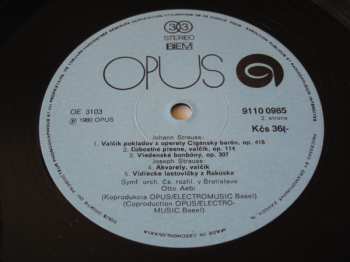 33
STEREO
BIEM
OPUS
OE 3103
℗ 1980 OPUS
9110 0985
2. strana
Johann Strauss:
1. Valčík pokladov z operety Cigánsky barón, op. 418
2. Ľúbostné piesne, valčík, op. 114
3. Viedenské bonbóny, op. 307
Joseph Strauss:
4. Akvarely, valčík
5. Vidiecke lastovičky z Rakúska
Kčs 36,-
Symf. orch. Čs. rozhl. v Bratislave
Otto Aebi
(Koprodukcia OPUS/ELECTROMUSIC Basel)
(Coproduction OPUS/ELECTRO-
MUSIC Basel)
MADE IN CZECHOSLOVAKIA